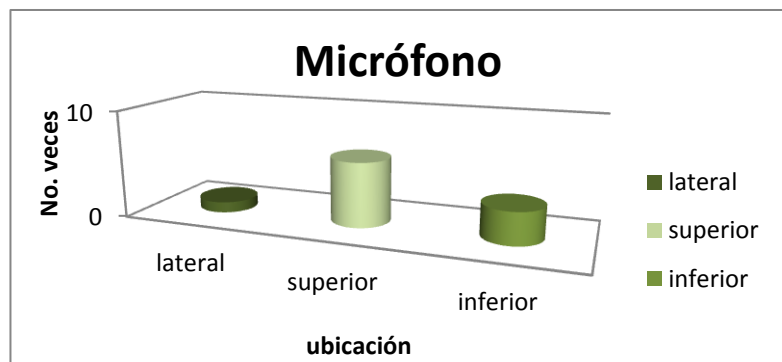 Micrófono
10
0
No. veces
lateral
superior
inferior
ubicación
lateral
superior
inferior